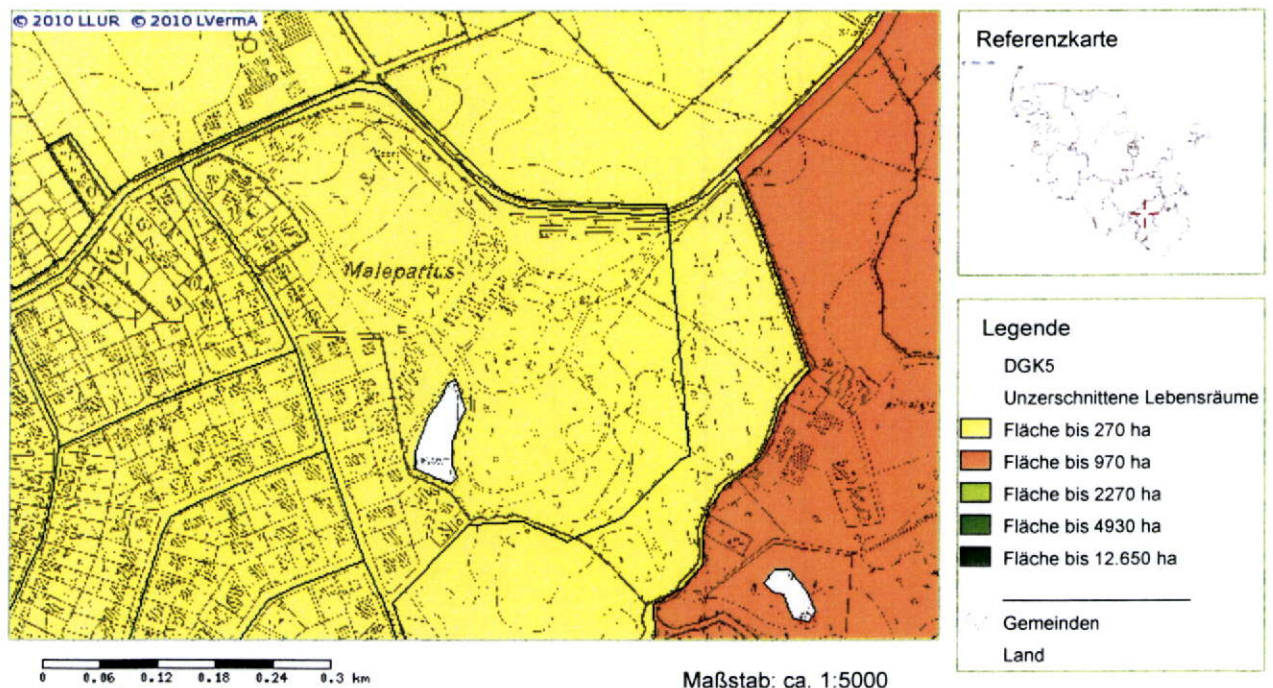 © 2010 LLUR © 2010 LVermA
Maleparius
0 0.06 0.12 0.18 0.24 0.3 km
Maßstab: ca. 1:5000
Referenzkarte
Legende
DGK5
Unzerschnittene Lebensräume
Fläche bis 270 ha
Fläche bis 970 ha
Fläche bis 2270 ha
Fläche bis 4930 ha
Fläche bis 12.650 ha
Gemeinden
Land